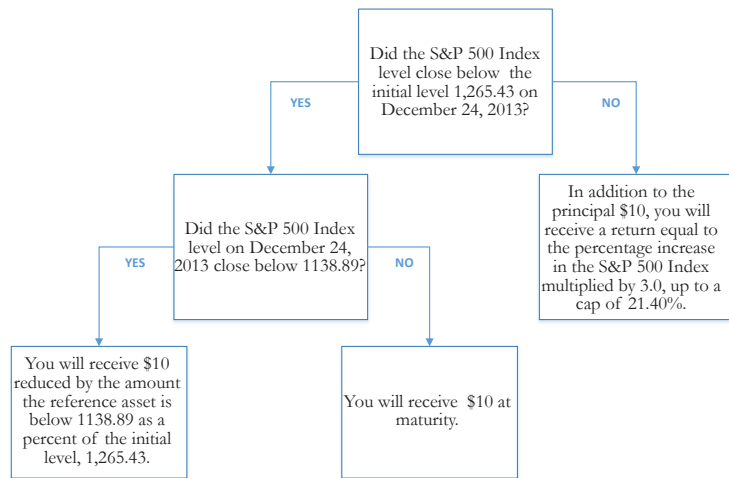 Did the S&P 500 Index
level close below the
initial level 1,265.43 on
December 24, 2013?
YES
NO
Did the S&P 500 Index
level on December 24,
2013 close below 1138.89?
In addition to the
principal $10, you will
receive a return equal to
the percentage increase
in the S&P 500 Index
multiplied by 3.0, up to a
cap of 21.40%.
YES
NO
You will receive $10
reduced by the amount
the reference asset is
below 1138.89 as a
percent of the initial
level, 1,265.43.
You will receive $10 at
maturity.